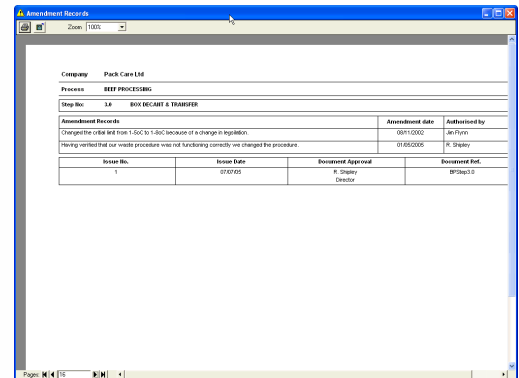 Amendment Records
Zoom 100%
Company Pack Care Ltd
Process BEEF PROCESSING
Step No: 3.0 BOX DECANT & TRANSFER
Amendment Records Amendment date Authorised by
Changed the critial limit from 1-5oC to 1-8oC because of a change in legislation. 08/11/2002 Jim Flynn
Having verified that our waste procedure was not functioning correctly we changed the procedure. 01/05/2005 R. Shipley
Issue No. Issue Date Document Approval Document Ref.
1 07/07/05 R. Shipley BPStep3.0
Director
Pages: 16